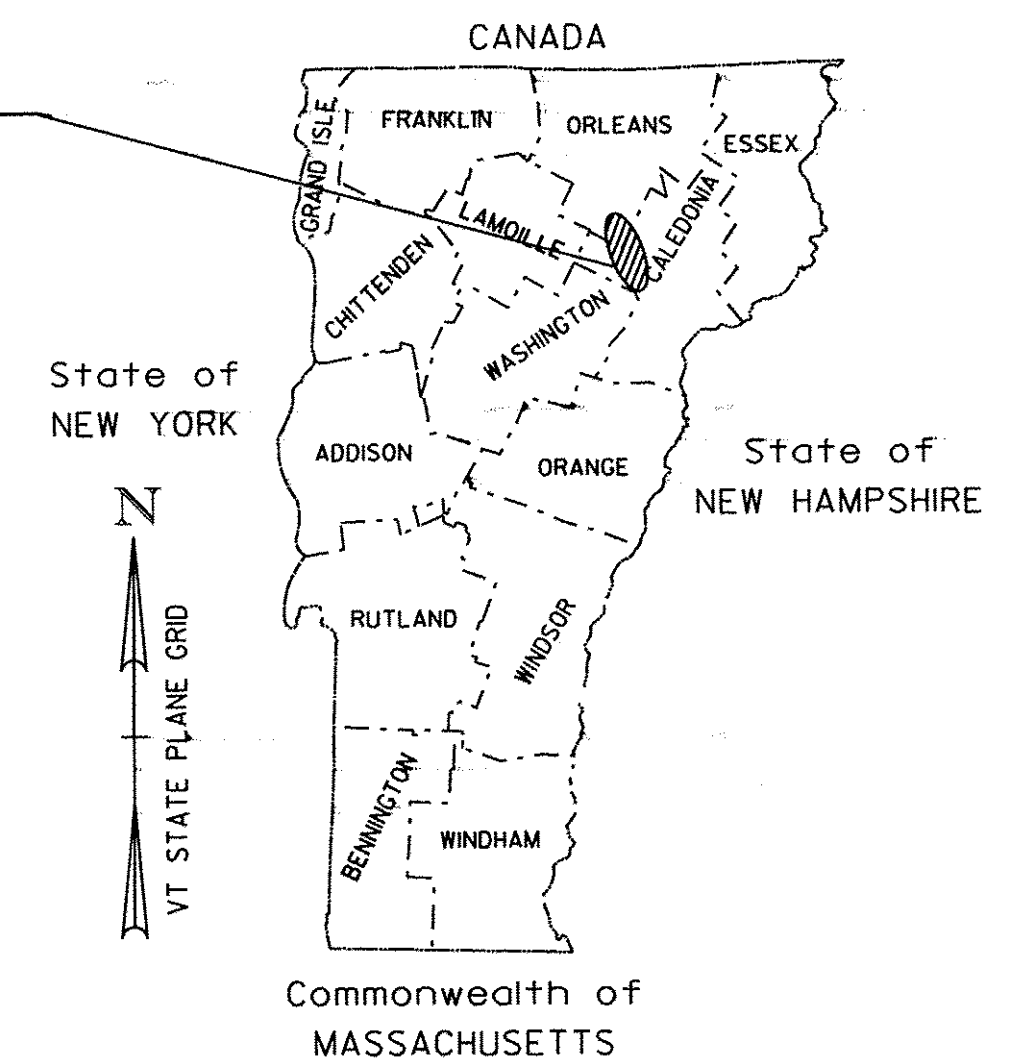 CANADA
GRAND ISLE
FRANKLIN
ORLEANS
ESSEX
LAMOILLE
CALEDONIA
CHITTENDEN
WASHINGTON
State of
NEW YORK
ADDISON
ORANGE
State of
NEW HAMPSHIRE
N
VT STATE PLANE GRID
RUTLAND
WINDSOR
BENNINGTON
WINDHAM
Commonwealth of
MASSACHUSETTS